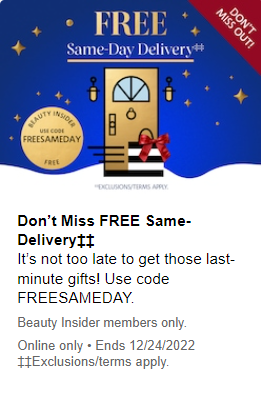 FREE
Same-Day Delivery‡‡
DON'T
MISS OUT!
BEAUTY INSIDER
USE CODE
FREESAMEDAY
FREE
‡‡EXCLUSIONS/TERMS APPLY.
Don't Miss FREE Same-
Delivery‡‡
It's not too late to get those last-
minute gifts! Use code
FREESAMEDAY.
Beauty Insider members only.
Online only • Ends 12/24/2022
‡‡Exclusions/terms apply.